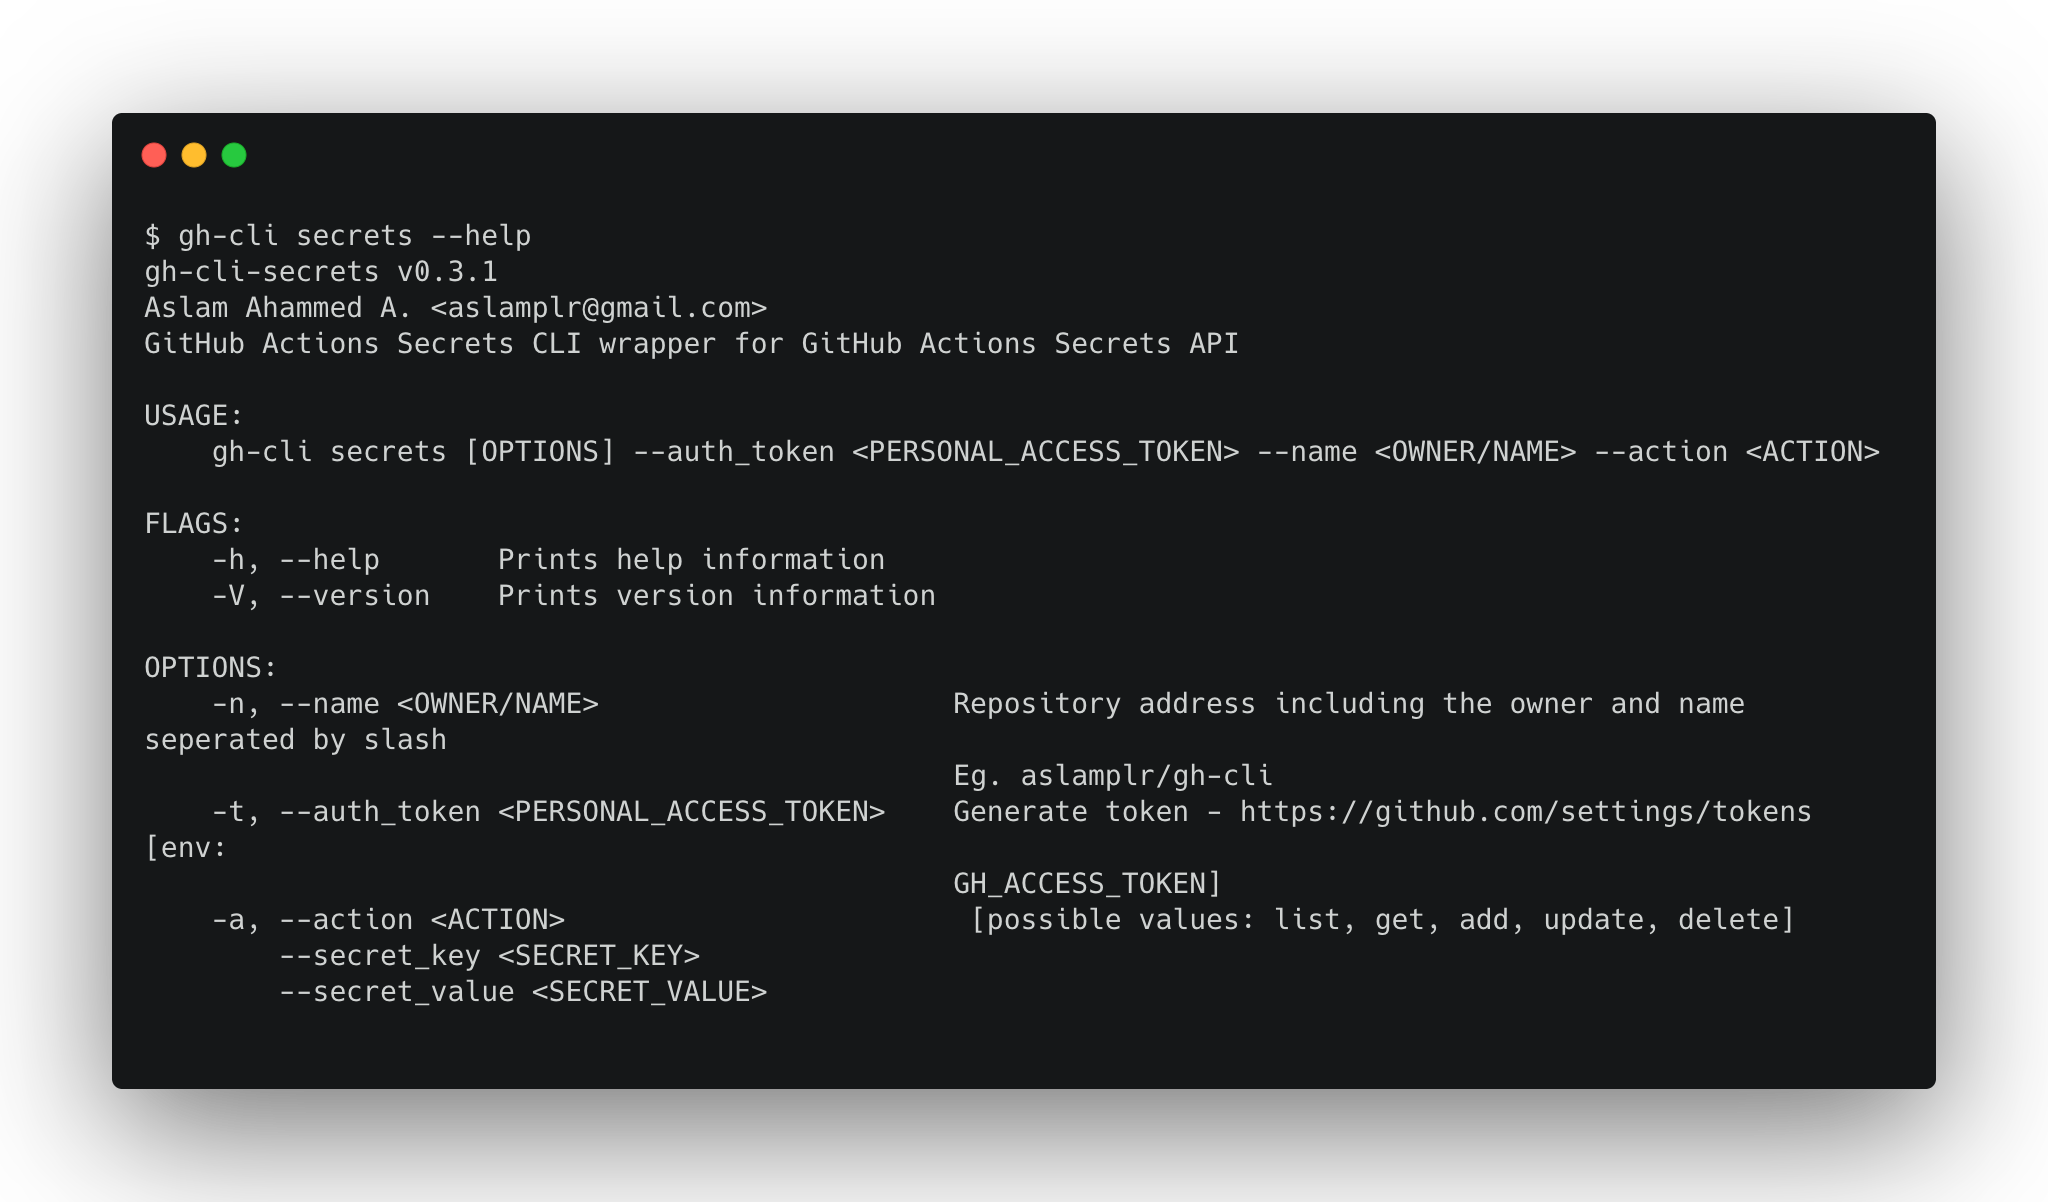 $ gh-cli secrets --help
gh-cli-secrets v0.3.1
Aslam Ahammed A. <aslamplr@gmail.com>
GitHub Actions Secrets CLI wrapper for GitHub Actions Secrets API

USAGE:
    gh-cli secrets [OPTIONS] --auth_token <PERSONAL_ACCESS_TOKEN> --name <OWNER/NAME> --action <ACTION>

FLAGS:
    -h, --help       Prints help information
    -V, --version    Prints version information

OPTIONS:
    -n, --name <OWNER/NAME>                     Repository address including the owner and name
seperated by slash
                                                Eg. aslamplr/gh-cli
    -t, --auth_token <PERSONAL_ACCESS_TOKEN>    Generate token - https://github.com/settings/tokens
[env:
                                                GH_ACCESS_TOKEN]
    -a, --action <ACTION>                        [possible values: list, get, add, update, delete]
        --secret_key <SECRET_KEY>
        --secret_value <SECRET_VALUE>